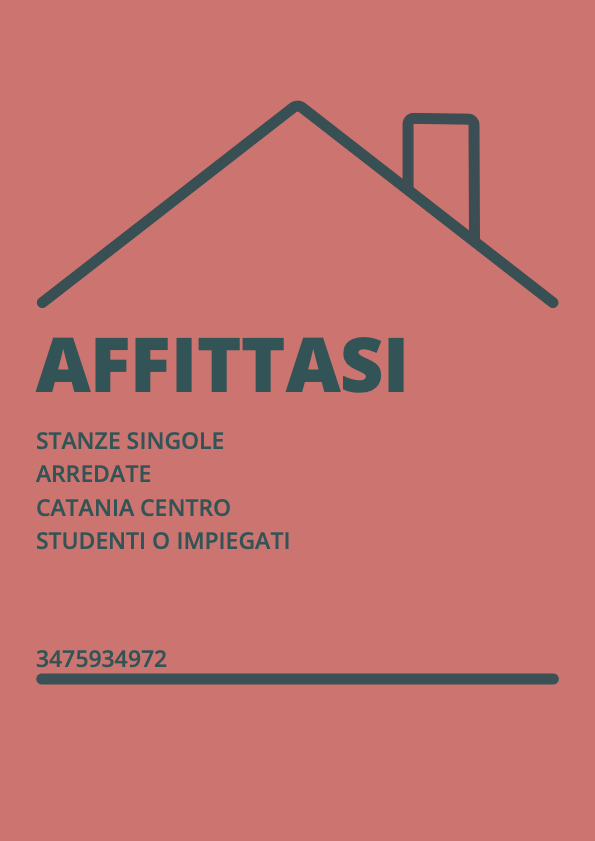 AFFITTASI
STANZE SINGOLE
ARREDATE
CATANIA CENTRO
STUDENTI O IMPIEGATI
3475934972